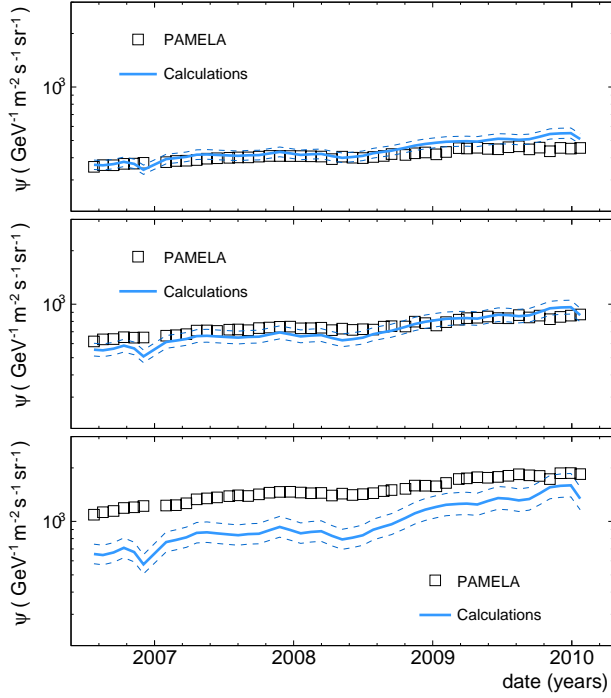 ψ ( GeV⁻¹ m⁻² s⁻¹ sr⁻¹)
10³
PAMELA
Calculations
ψ ( GeV⁻¹ m⁻² s⁻¹ sr⁻¹)
10³
PAMELA
Calculations
ψ ( GeV⁻¹ m⁻² s⁻¹ sr⁻¹)
10³
PAMELA
Calculations
2007 2008 2009 2010
date (years)